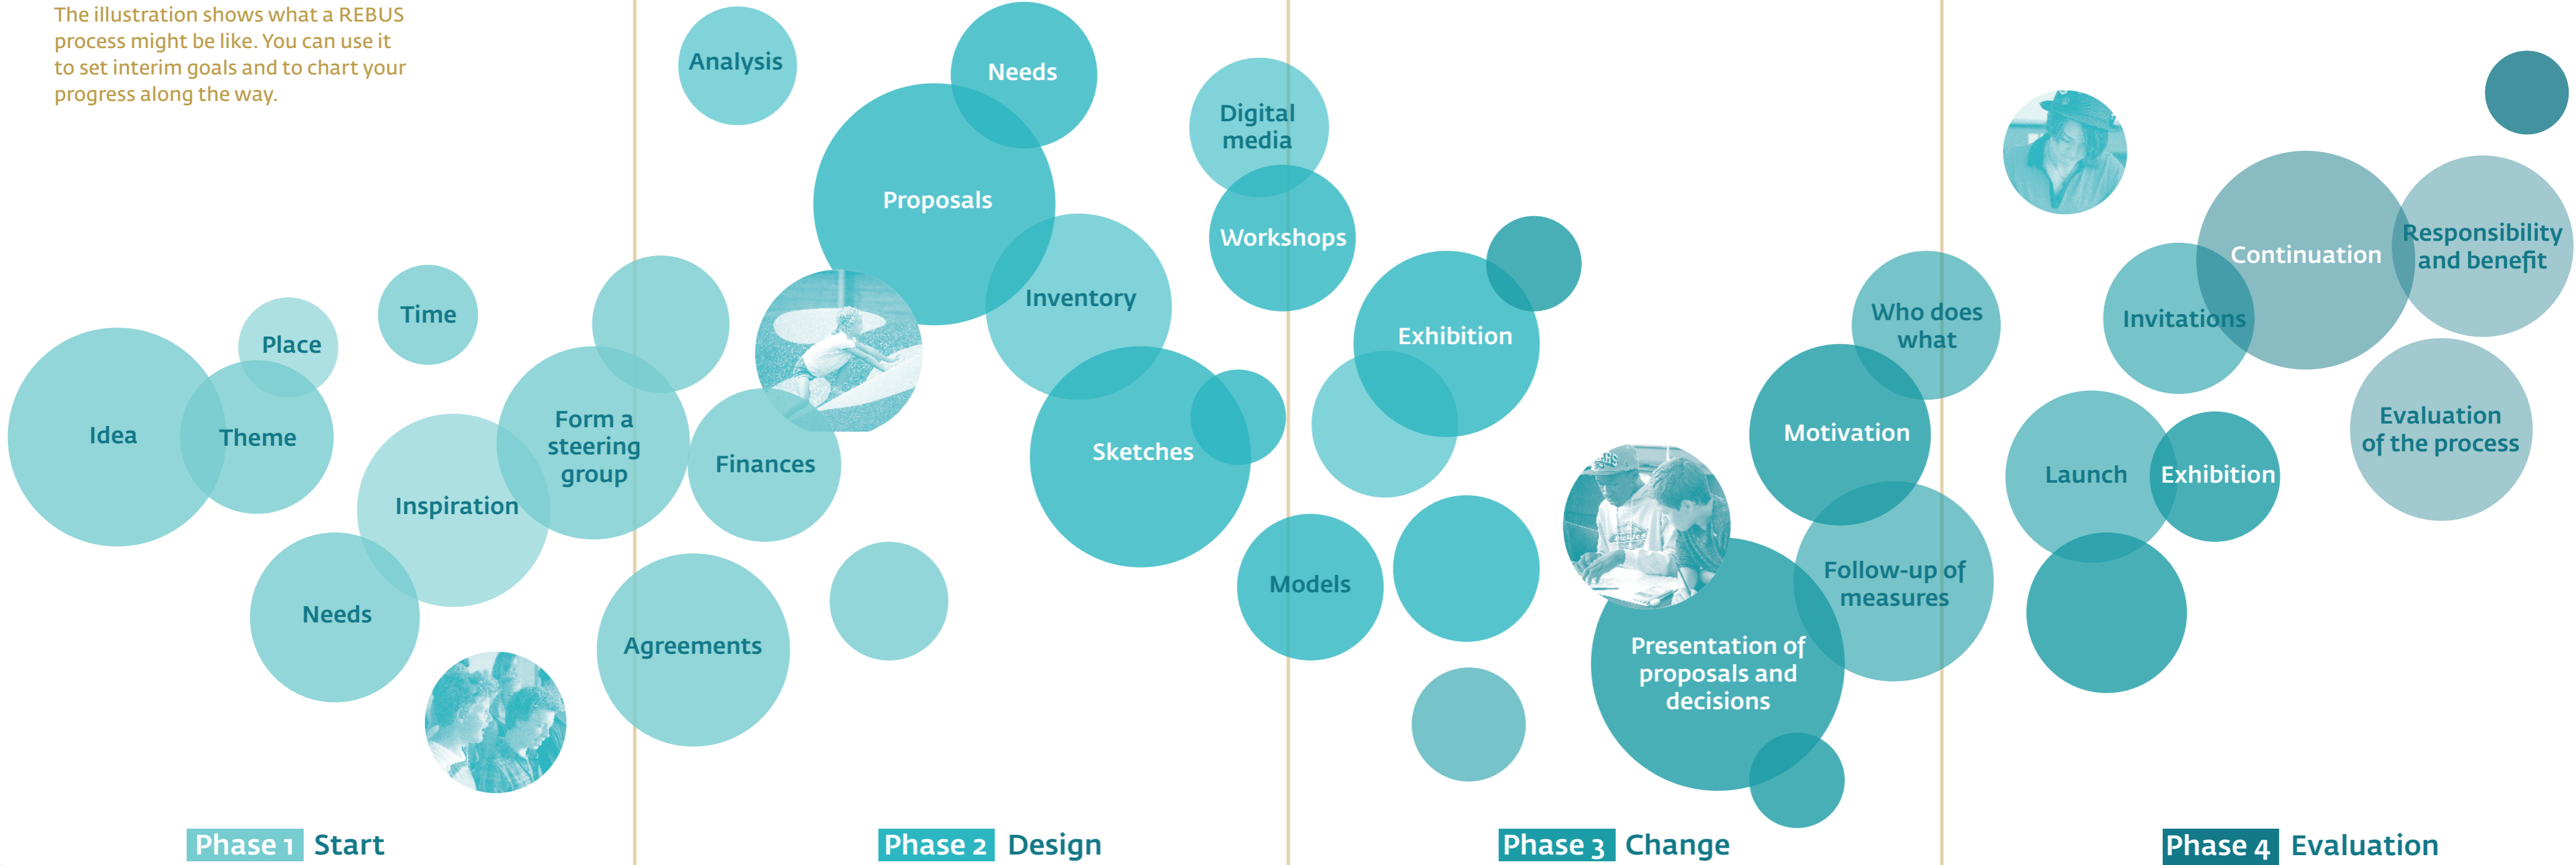 The illustration shows what a REBUS
process might be like. You can use it
to set interim goals and to chart your
progress along the way.
Idea
Theme
Place
Time
Inspiration
Needs
Form a
steering
group
Finances
Agreements
Analysis
Needs
Proposals
Inventory
Sketches
Digital
media
Workshops
Models
Exhibition
Presentation of
proposals and
decisions
Motivation
Who does
what
Follow-up of
measures
Launch
Exhibition
Invitations
Continuation
Responsibility
and benefit
Evaluation
of the process
Phase 1 Start
Phase 2 Design
Phase 3 Change
Phase 4 Evaluation